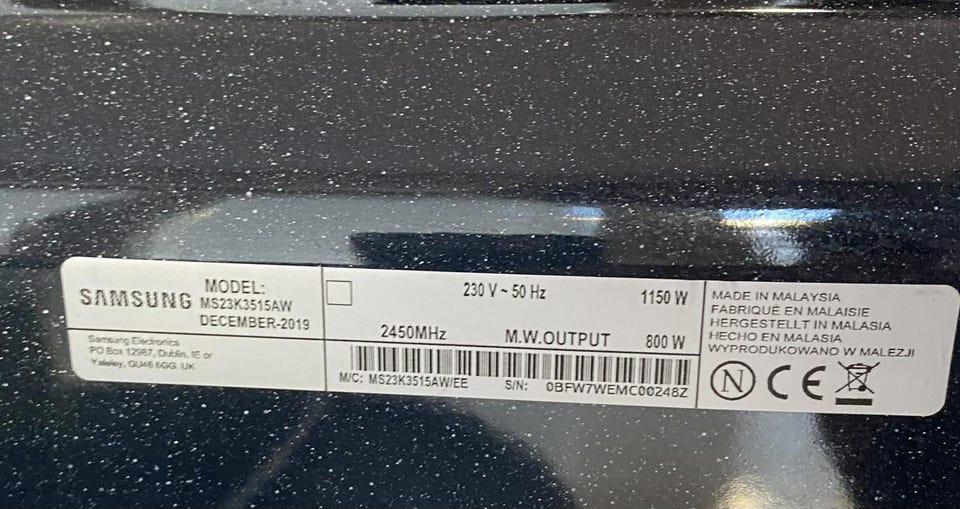 SAMSUNG
MODEL:
MS23K3515AW
DECEMBER-2019
Samsung Electronics
PO Box 12987, Dublin, IE or
Yateley, GU46 6GG. UK
230 V ~ 50 Hz 1150 W
2450MHz M.W.OUTPUT 800 W
M/C: MS23K3515AW/EE S/N: 0BFW7WEMC00248Z
MADE IN MALAYSIA
FABRIQUÉ EN MALAISIE
HERGESTELLT IN MALASIA
HECHO EN MALASIA
WYPRODUKOWANO W MALEZJI
N CE